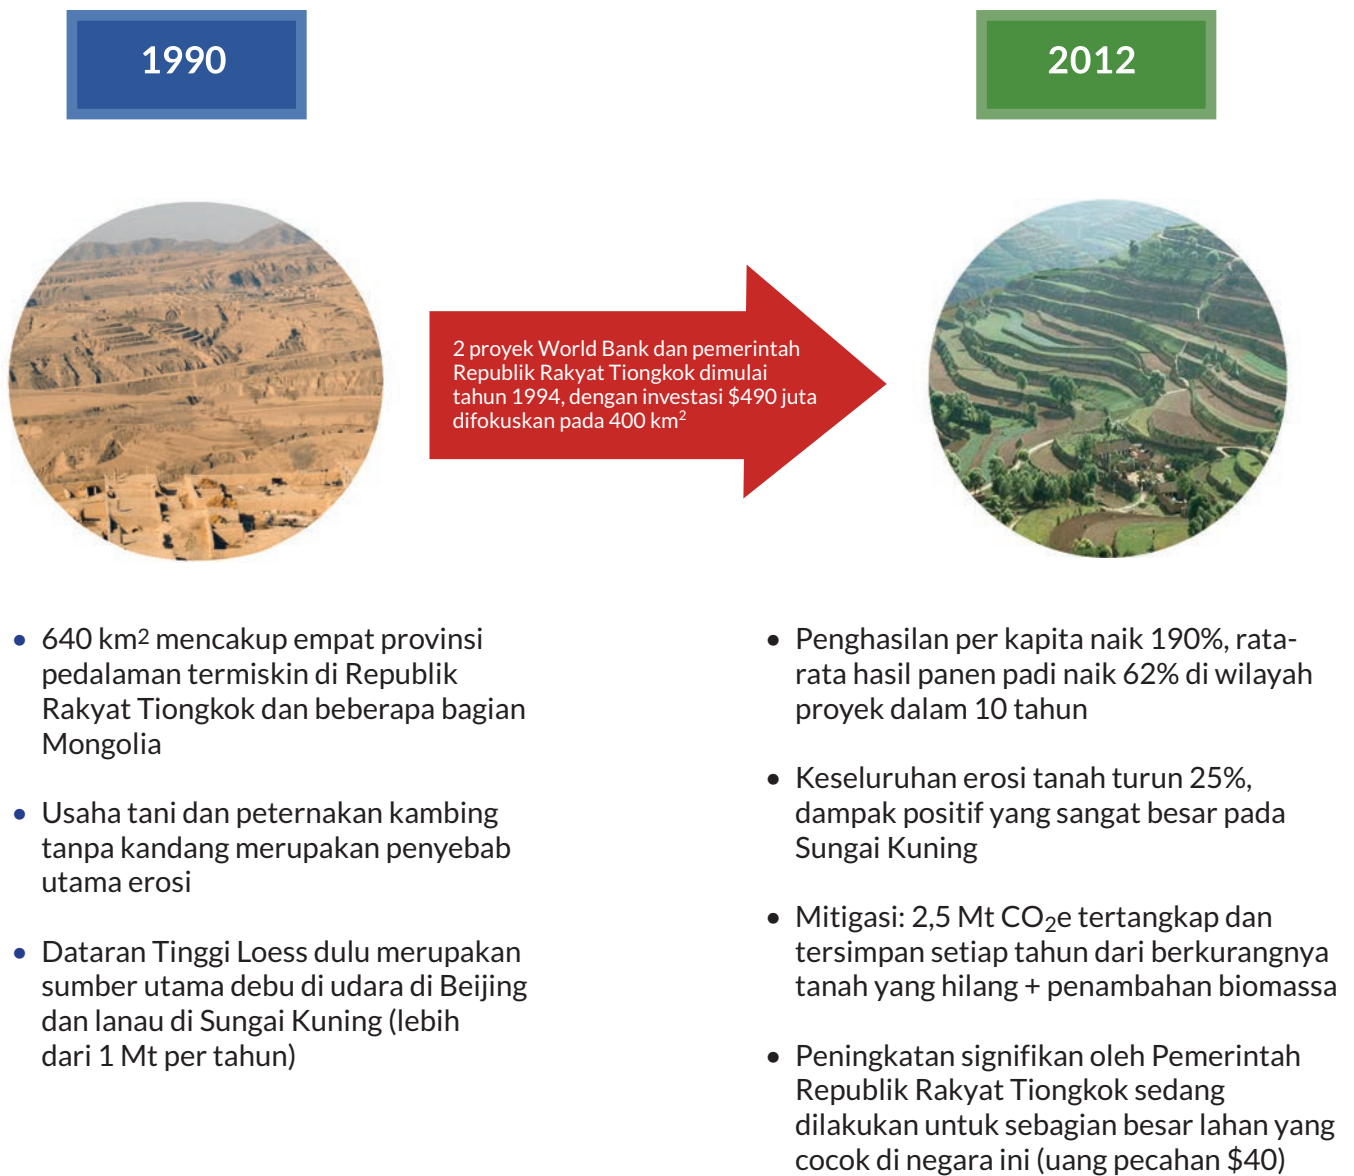 1990
2012
2 proyek World Bank dan pemerintah
Republik Rakyat Tiongkok dimulai
tahun 1994, dengan investasi $490 juta
difokuskan pada 400 km²
• 640 km² mencakup empat provinsi
pedalaman termiskin di Republik
Rakyat Tiongkok dan beberapa bagian
Mongolia
• Usaha tani dan peternakan kambing
tanpa kandang merupakan penyebab
utama erosi
• Dataran Tinggi Loess dulu merupakan
sumber utama debu di udara di Beijing
dan lanau di Sungai Kuning (lebih
dari 1 Mt per tahun)
• Penghasilan per kapita naik 190%, rata-
rata hasil panen padi naik 62% di wilayah
proyek dalam 10 tahun
• Keseluruhan erosi tanah turun 25%,
dampak positif yang sangat besar pada
Sungai Kuning
• Mitigasi: 2,5 Mt CO₂e tertangkap dan
tersimpan setiap tahun dari berkurangnya
tanah yang hilang + penambahan biomassa
• Peningkatan signifikan oleh Pemerintah
Republik Rakyat Tiongkok sedang
dilakukan untuk sebagian besar lahan yang
cocok di negara ini (uang pecahan $40)